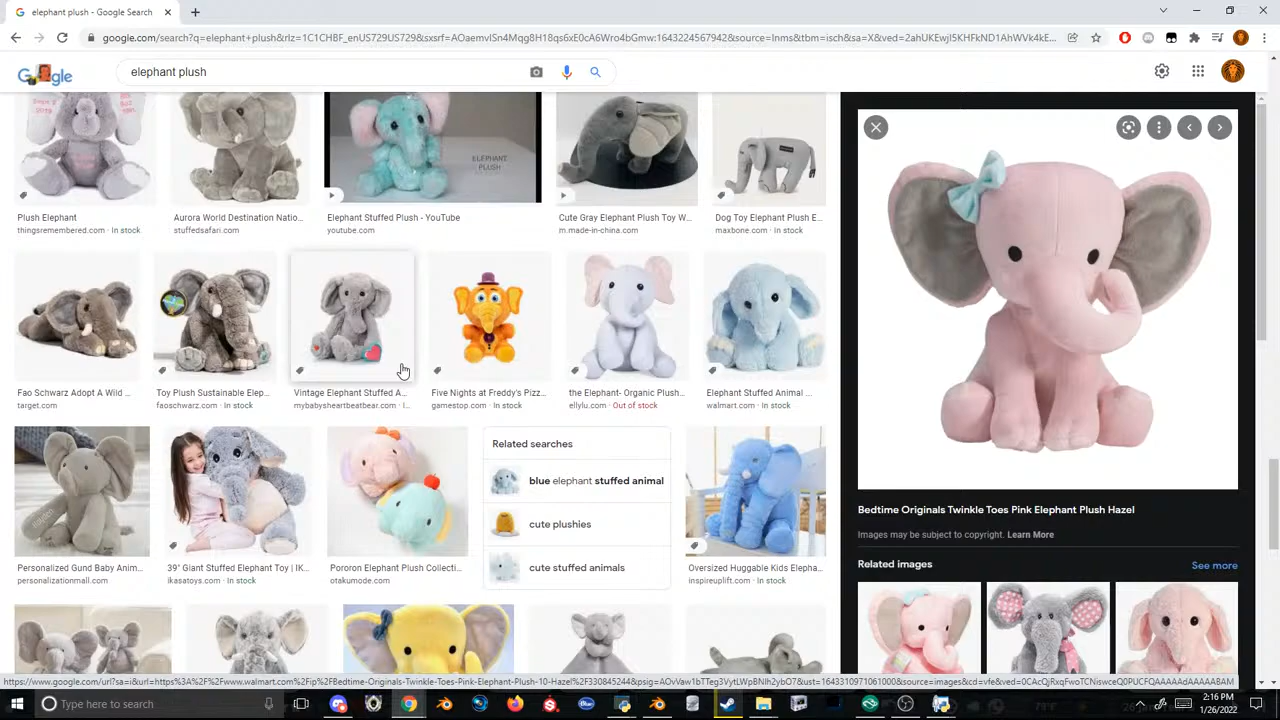 elephant plush - Google Search
google.com/search?q=elephant+plush&rlz=1C1CHBF_enUS729US729&sxsrf=AOaemvISn4Mqg8H18qs6xE0cA6Wro4bGmw:1643224567942&source=lnms&tbm=isch&sa=X&ved=2ahUKEwjI5KHFkND1AhWVk4kE...
elephant plush
ELEPHANT
PLUSH
Plush Elephant
thingsremembered.com · In stock
Aurora World Destination Natio...
stuffedsafari.com
Elephant Stuffed Plush - YouTube
youtube.com
Cute Gray Elephant Plush Toy W...
m.made-in-china.com
Dog Toy Elephant Plush E...
maxbone.com · In stock
Fao Schwarz Adopt A Wild ...
target.com
Toy Plush Sustainable Elep...
faoschwarz.com · In stock
Vintage Elephant Stuffed A...
mybabysheartbeatbear.com · I...
Five Nights at Freddy's Pizz...
gamestop.com · In stock
the Elephant- Organic Plush...
ellylu.com · Out of stock
Elephant Stuffed Animal ...
walmart.com · In stock
Related searches
blue elephant stuffed animal
cute plushies
cute stuffed animals
Personalized Gund Baby Anim...
personalizationmall.com
39" Giant Stuffed Elephant Toy | IK...
ikasatoys.com · In stock
Pororon Elephant Plush Collecti...
otakumode.com
Oversized Huggable Kids Elepha...
inspireuplift.com · In stock
Bedtime Originals Twinkle Toes Pink Elephant Plush Hazel
Images may be subject to copyright. Learn More
Related images
See more
Type here to search
79°F
2:16 PM
1/26/2022